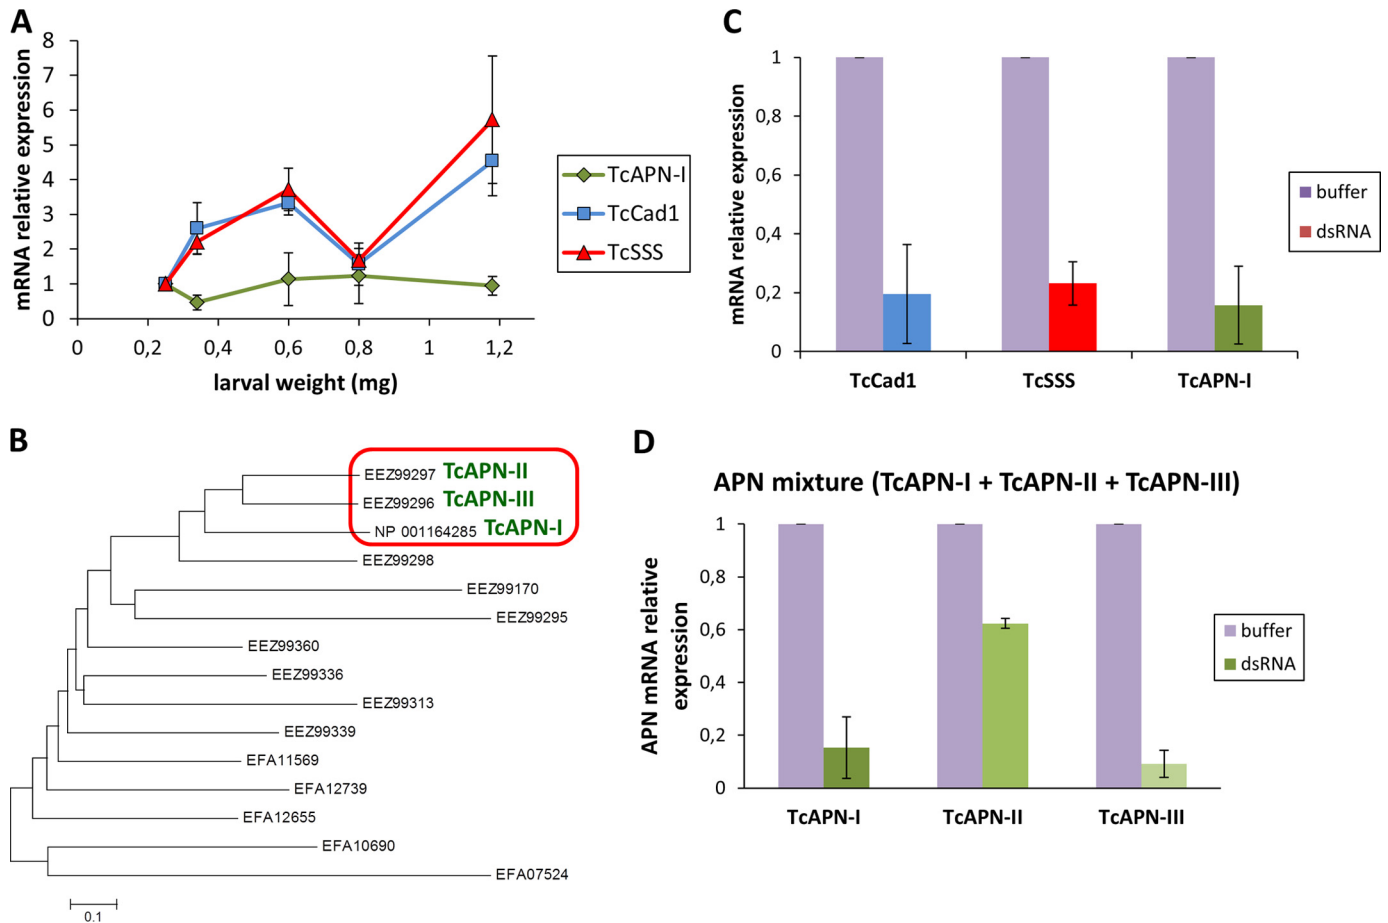 A
mRNA relative expression
8
7
6
5
4
3
2
1
0
0 0,2 0,4 0,6 0,8 1 1,2
larval weight (mg)
TcAPN-I
TcCad1
TcSSS
C
mRNA relative expression
1
0,8
0,6
0,4
0,2
0
TcCad1 TcSSS TcAPN-I
buffer
dsRNA
B
EEZ99297 TcAPN-II
EEZ99296 TcAPN-III
NP 001164285 TcAPN-I
EEZ99298
EEZ99170
EEZ99295
EEZ99360
EEZ99336
EEZ99313
EEZ99339
EFA11569
EFA12739
EFA12655
EFA10690
EFA07524
0.1
D
APN mixture (TcAPN-I + TcAPN-II + TcAPN-III)
APN mRNA relative
expression
1
0,8
0,6
0,4
0,2
0
TcAPN-I TcAPN-II TcAPN-III
buffer
dsRNA